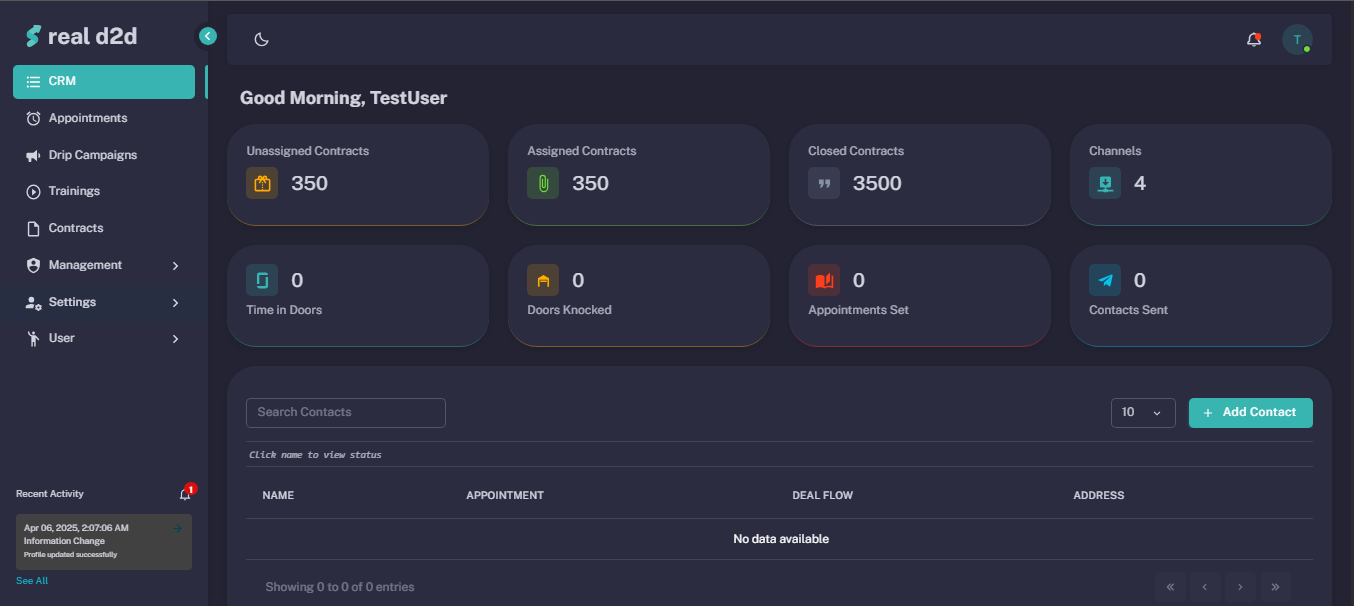 real d2d
CRM
Appointments
Drip Campaigns
Trainings
Contracts
Management
Settings
User
Recent Activity
1
Apr 06, 2025, 2:07:06 AM
Information Change
Profile updated successfully
See All
T
Good Morning, TestUser
Unassigned Contracts
350
Assigned Contracts
350
Closed Contracts
3500
Channels
4
0
Time in Doors
0
Doors Knocked
0
Appointments Set
0
Contacts Sent
Search Contacts
10
+ Add Contact
Click name to view status
NAME APPOINTMENT DEAL FLOW ADDRESS
No data available
Showing 0 to 0 of 0 entries
« ‹ › »